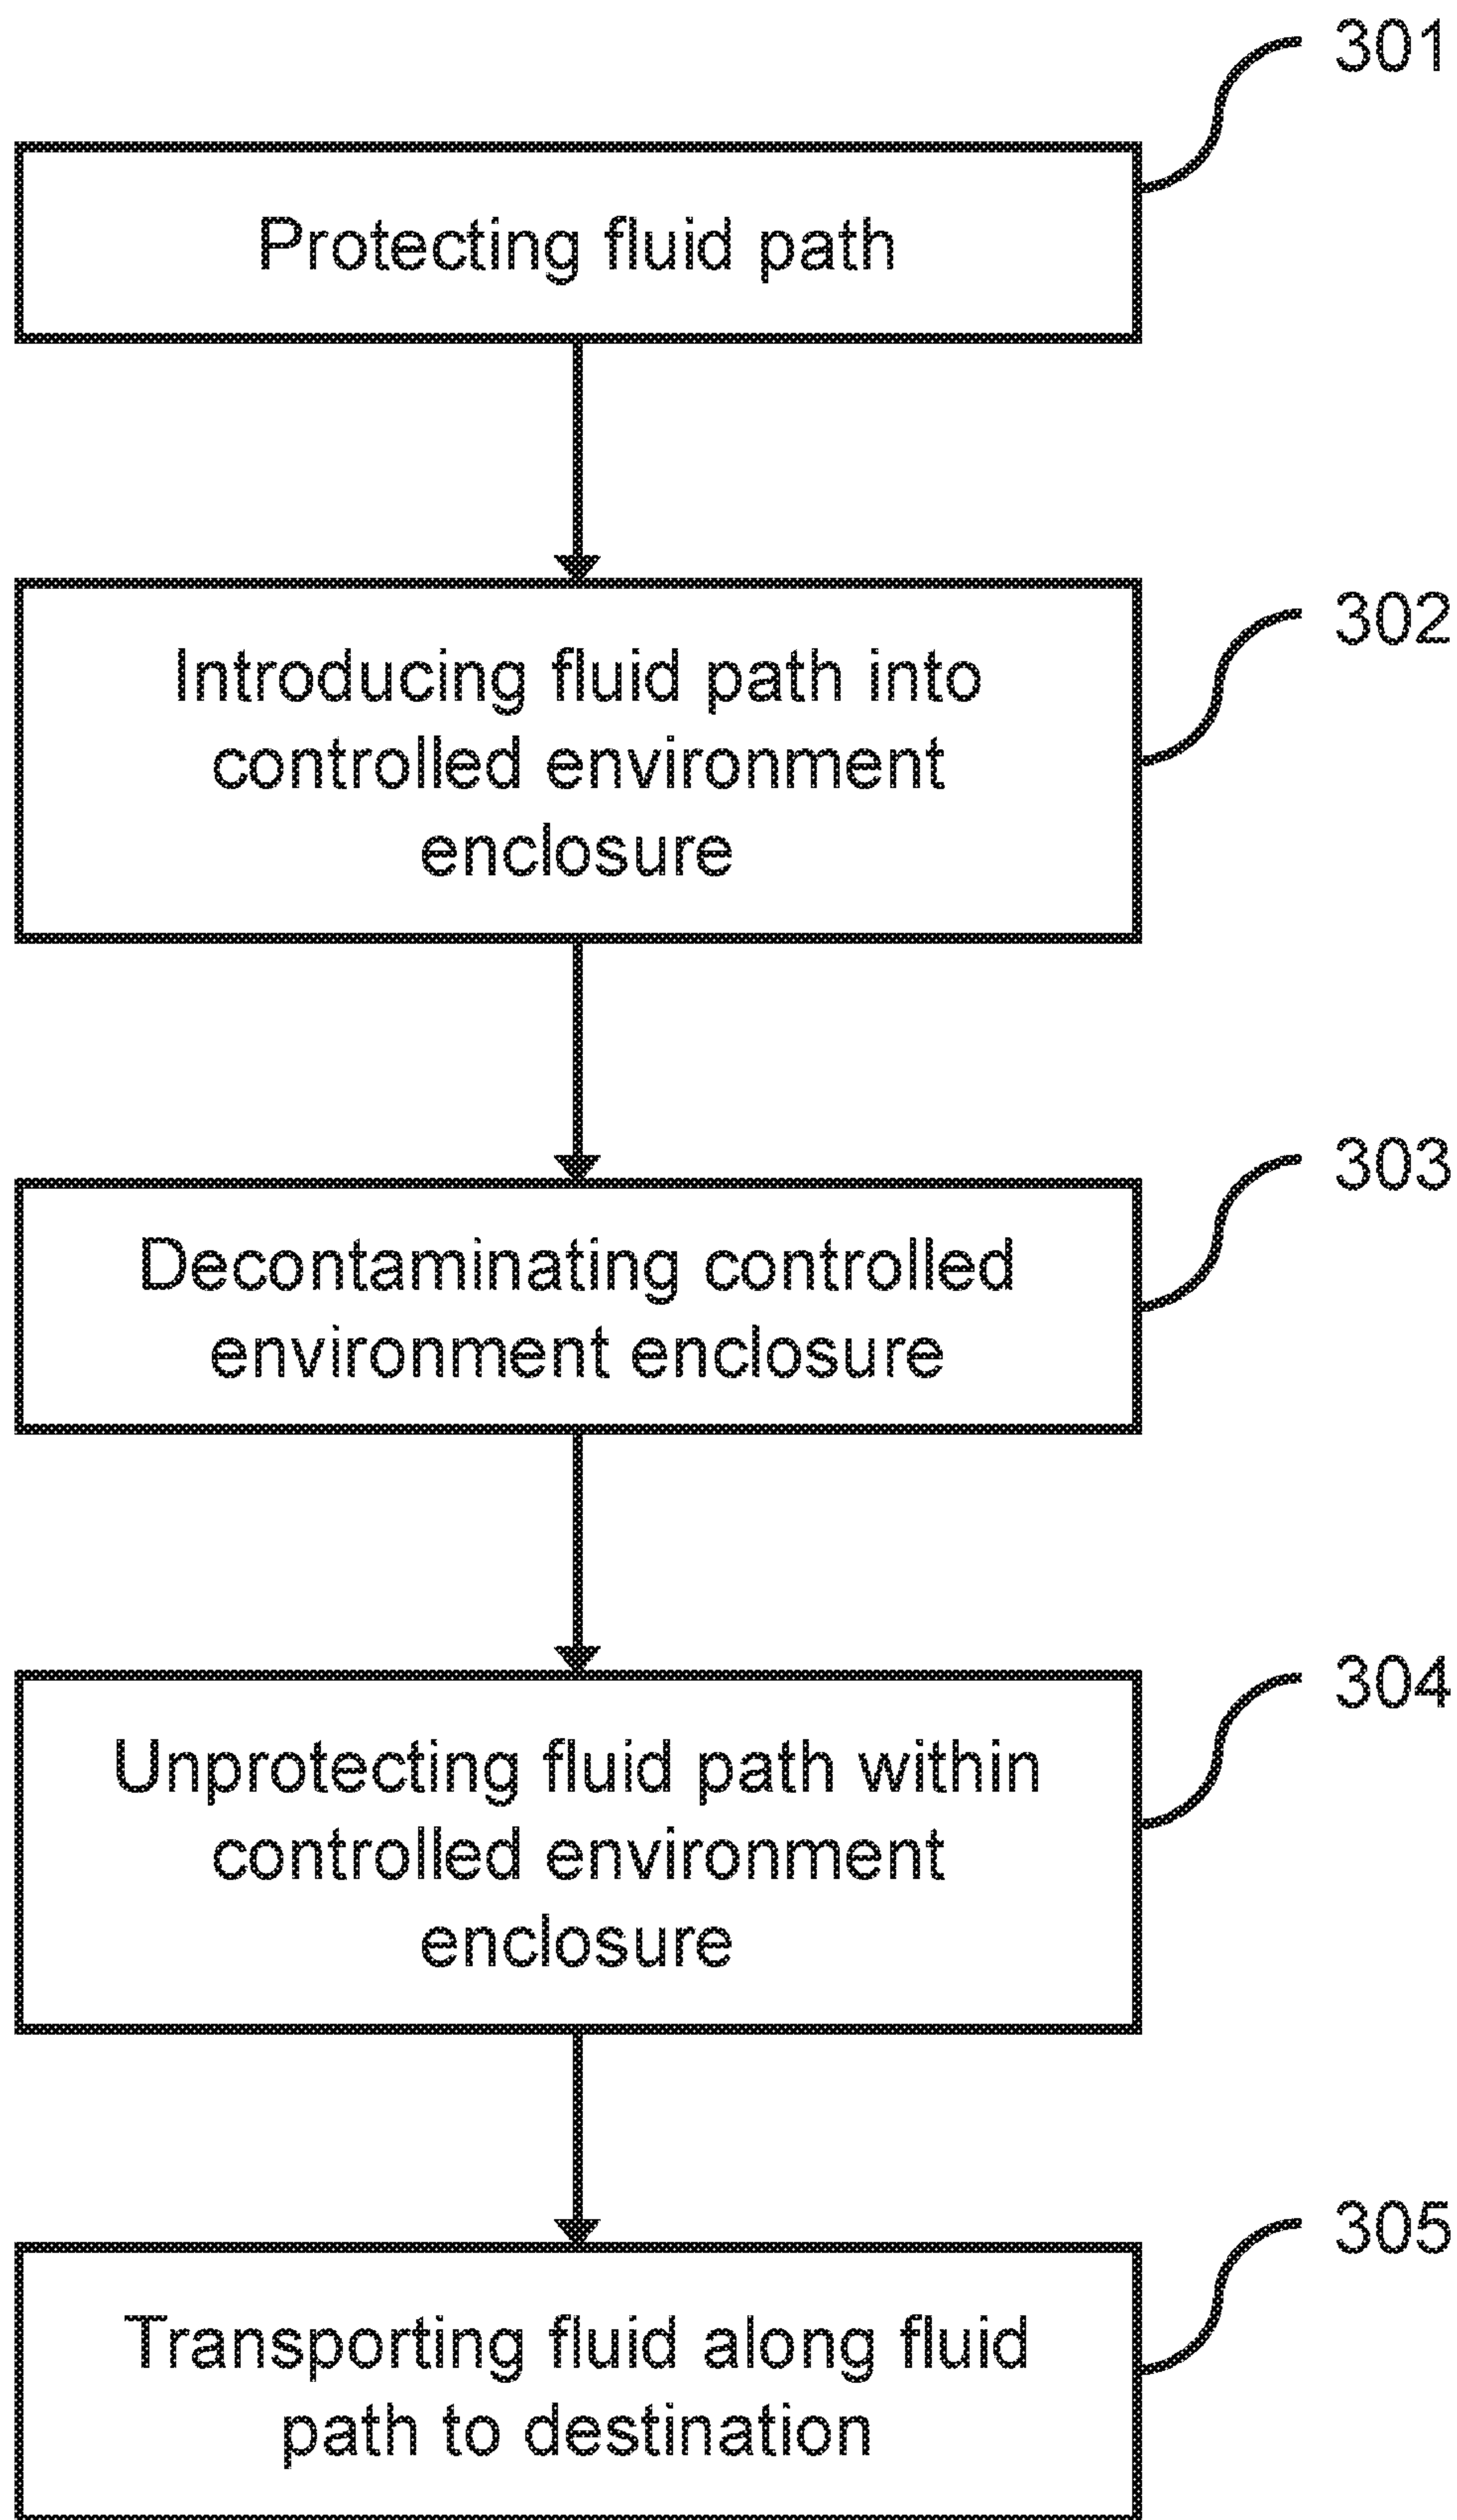 301
Protecting fluid path
302
Introducing fluid path into
controlled environment
enclosure
303
Decontaminating controlled
environment enclosure
304
Unprotecting fluid path within
controlled environment
enclosure
305
Transporting fluid along fluid
path to destination